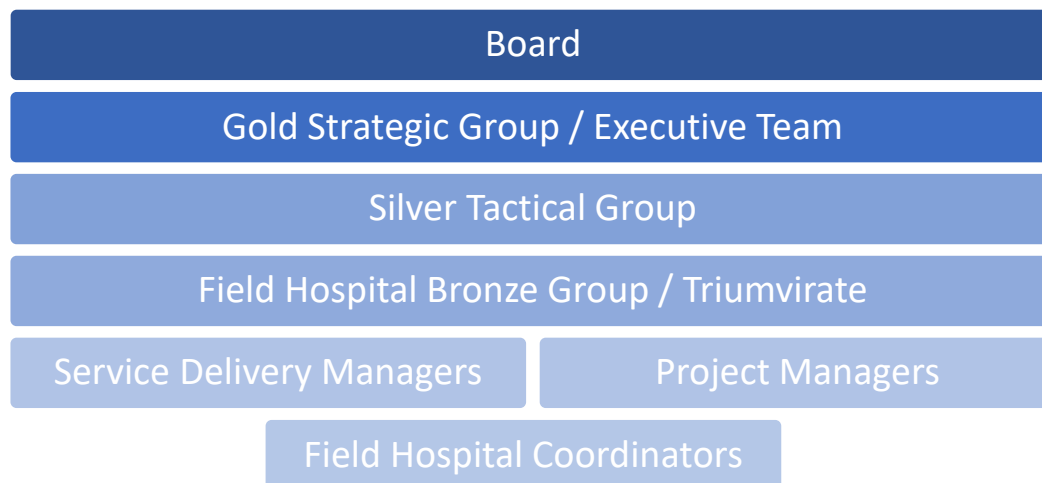 Board
Gold Strategic Group / Executive Team
Silver Tactical Group
Field Hospital Bronze Group / Triumvirate
Service Delivery Managers
Project Managers
Field Hospital Coordinators